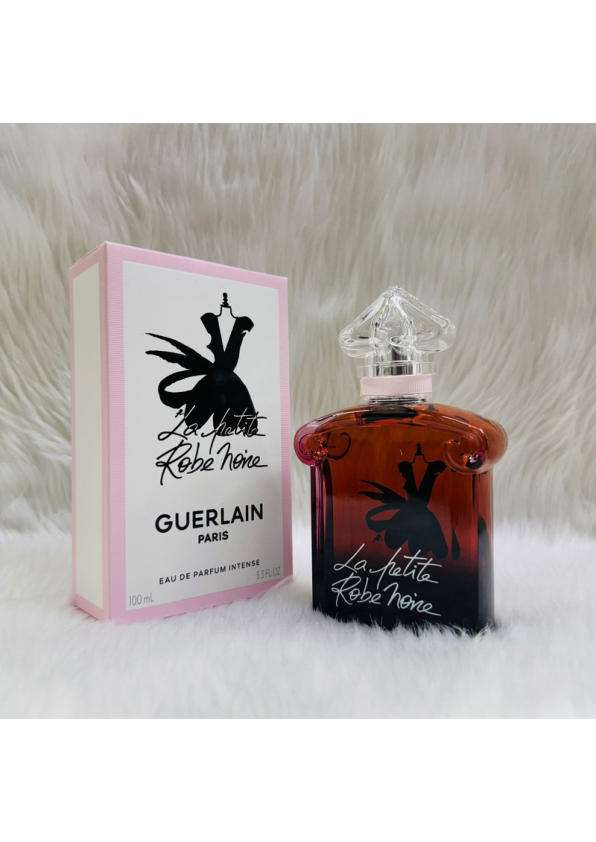 La petite
Robe Noire
GUERLAIN
PARIS
EAU DE PARFUM INTENSE
100 mL
3.3 FL.OZ
La petite
Robe Noire